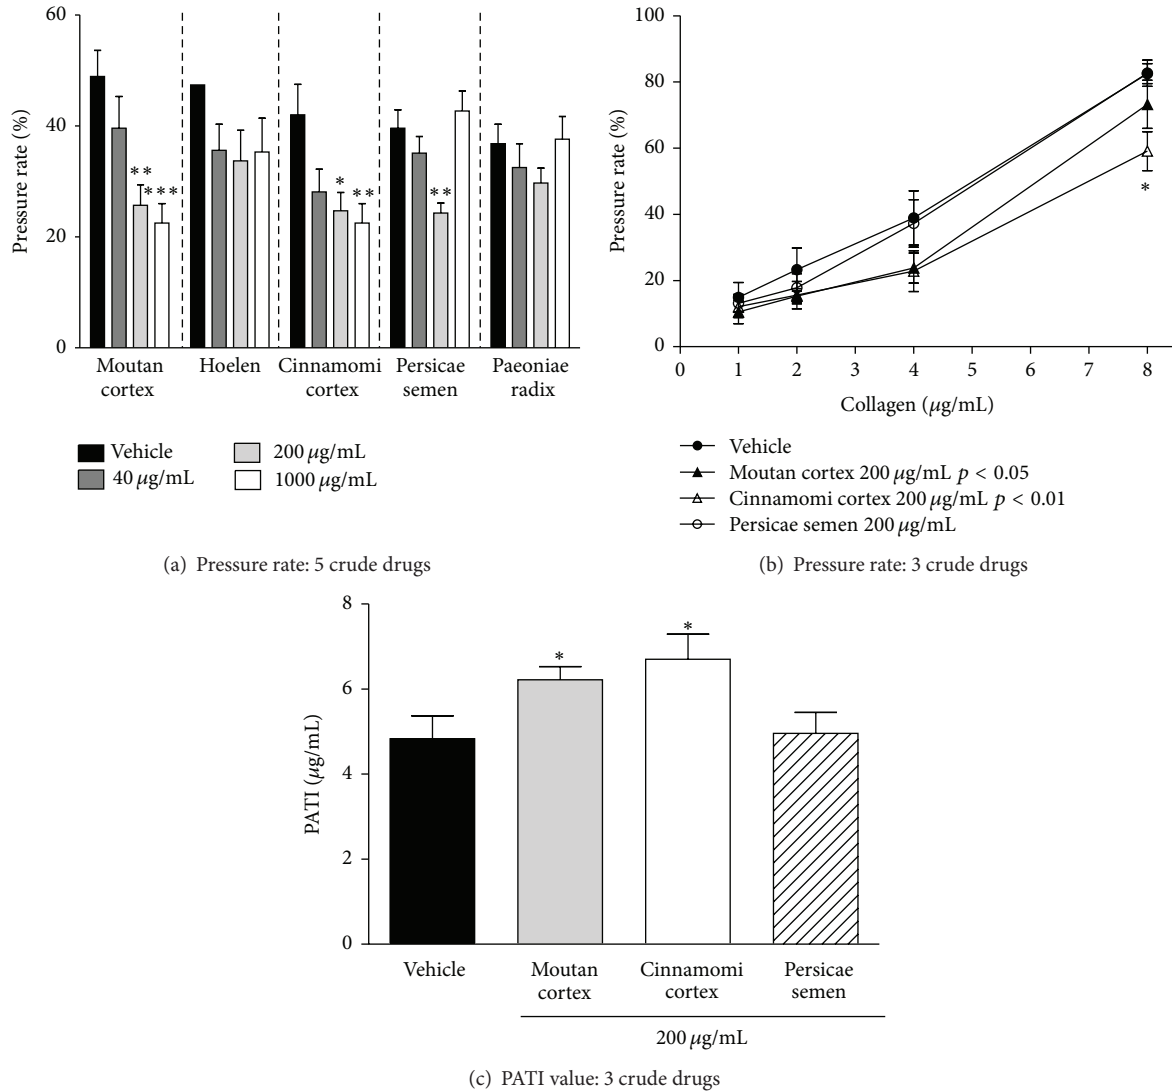 60
40
20
0
Pressure rate (%)
**
***
*
**
**
Moutan cortex
Hoelen
Cinnamomi cortex
Persicae semen
Paeoniae radix
Vehicle
40 μg/mL
200 μg/mL
1000 μg/mL
(a) Pressure rate: 5 crude drugs
100
80
60
40
20
0
Pressure rate (%)
*
0 1 2 3 4 5 6 7 8
Collagen (μg/mL)
Vehicle
Moutan cortex 200 μg/mL p < 0.05
Cinnamomi cortex 200 μg/mL p < 0.01
Persicae semen 200 μg/mL
(b) Pressure rate: 3 crude drugs
8
6
4
2
0
PATI (μg/mL)
*
*
Vehicle
Moutan cortex
Cinnamomi cortex
Persicae semen
200 μg/mL
(c) PATI value: 3 crude drugs